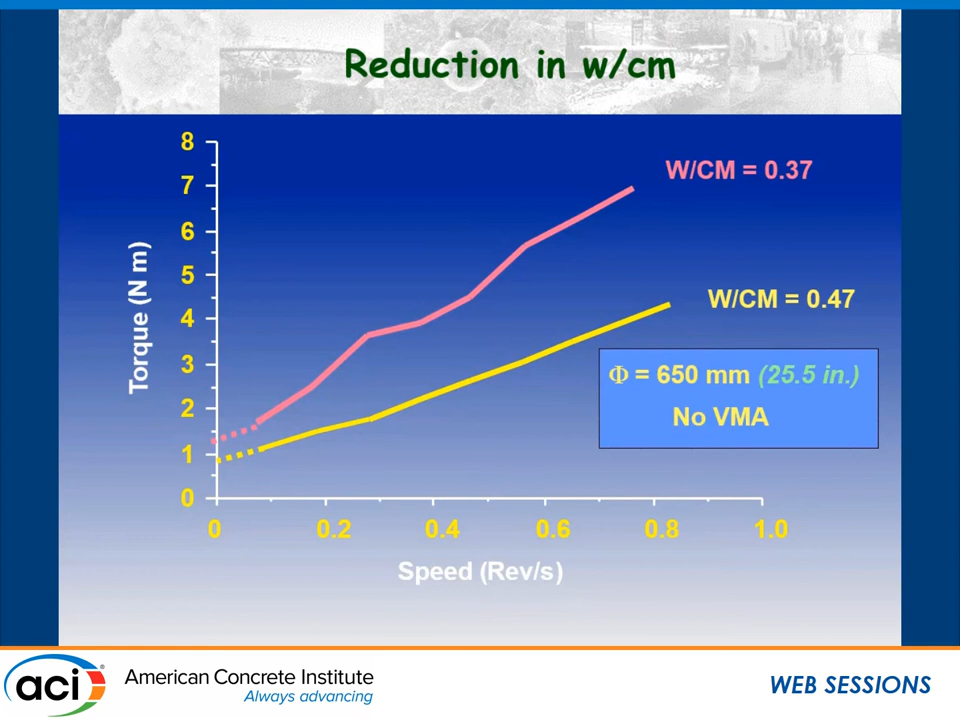 Reduction in w/cm
8
7
6
5
4
3
2
1
0
Torque (N m)
W/CM = 0.37
W/CM = 0.47
Φ = 650 mm (25.5 in.)
No VMA
0 0.2 0.4 0.6 0.8 1.0
Speed (Rev/s)
aci American Concrete Institute
Always advancing
WEB SESSIONS